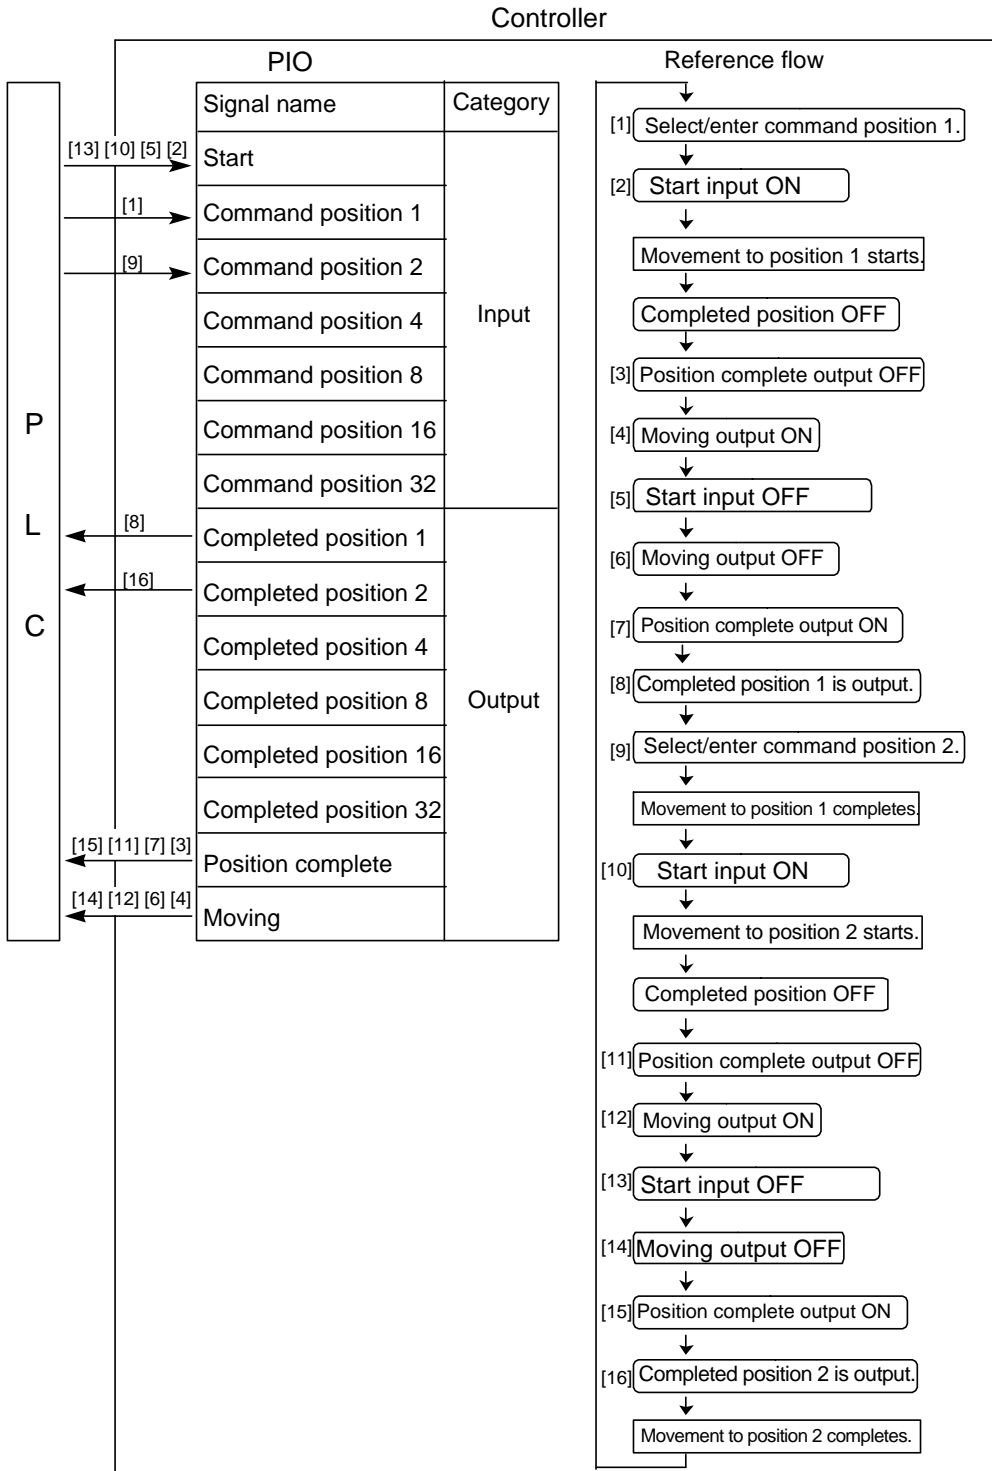 Controller
PIO
Signal name
Category
[13] [10] [5] [2]
Start
[1]
Command position 1
[9]
Command position 2
Command position 4
Input
Command position 8
Command position 16
Command position 32
P
L
C
[8]
Completed position 1
[16]
Completed position 2
Completed position 4
Completed position 8
Output
Completed position 16
Completed position 32
[15] [11] [7] [3]
Position complete
[14] [12] [6] [4]
Moving
Reference flow
[1] Select/enter command position 1.
[2] Start input ON
Movement to position 1 starts.
Completed position OFF
[3] Position complete output OFF
[4] Moving output ON
[5] Start input OFF
[6] Moving output OFF
[7] Position complete output ON
[8] Completed position 1 is output.
[9] Select/enter command position 2.
Movement to position 1 completes.
[10] Start input ON
Movement to position 2 starts.
Completed position OFF
[11] Position complete output OFF
[12] Moving output ON
[13] Start input OFF
[14] Moving output OFF
[15] Position complete output ON
[16] Completed position 2 is output.
Movement to position 2 completes.